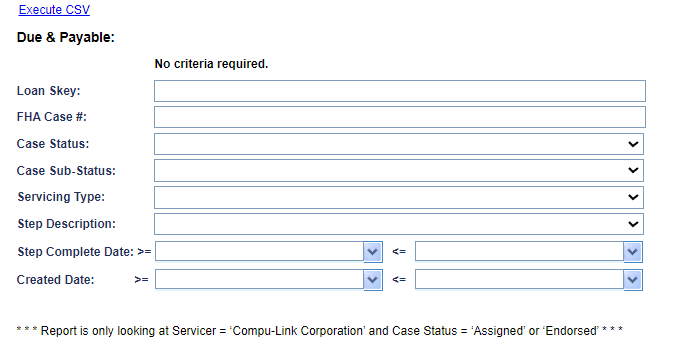 Execute CSV
Due & Payable:
No criteria required.
Loan Skey:
FHA Case #:
Case Status:
Case Sub-Status:
Servicing Type:
Step Description:
Step Complete Date: >= <=
Created Date: >= <=
* * * Report is only looking at Servicer = ‘Compu-Link Corporation’ and Case Status = ‘Assigned’ or ‘Endorsed’ * * *